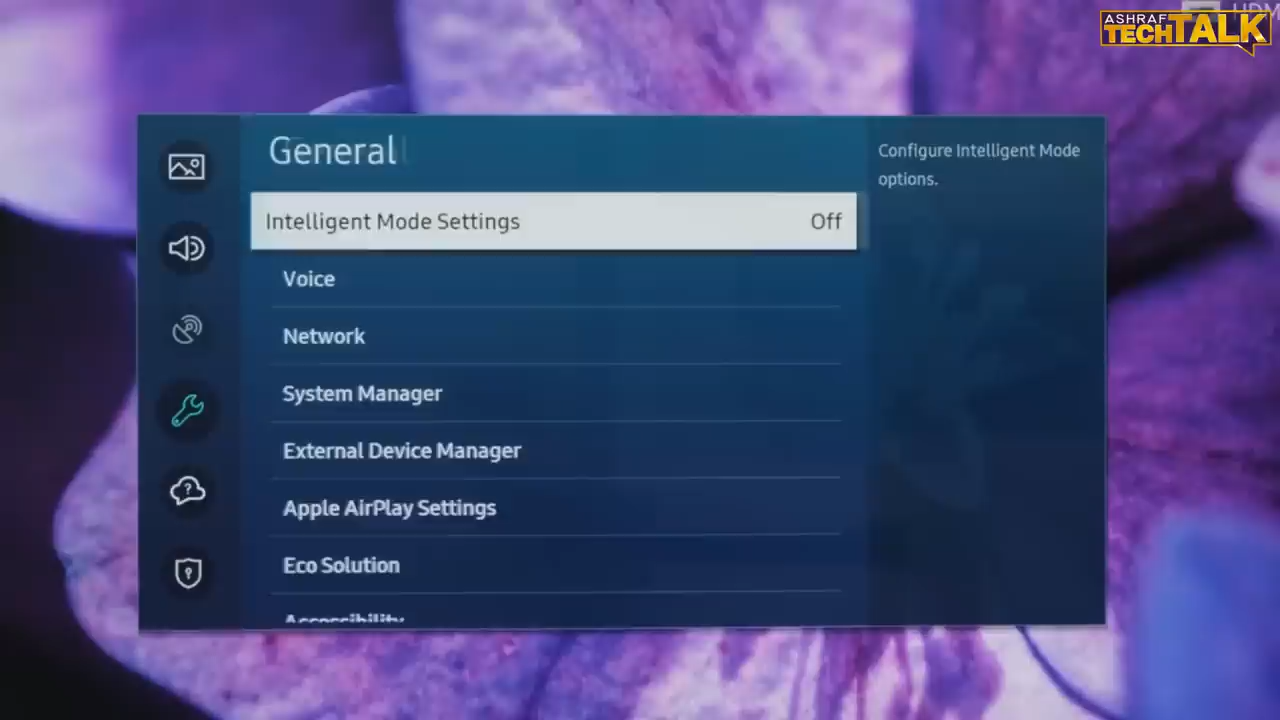 ASHRAF
TECHTALK
General
Intelligent Mode Settings Off
Voice
Network
System Manager
External Device Manager
Apple AirPlay Settings
Eco Solution
Accessibility
Configure Intelligent Mode
options.